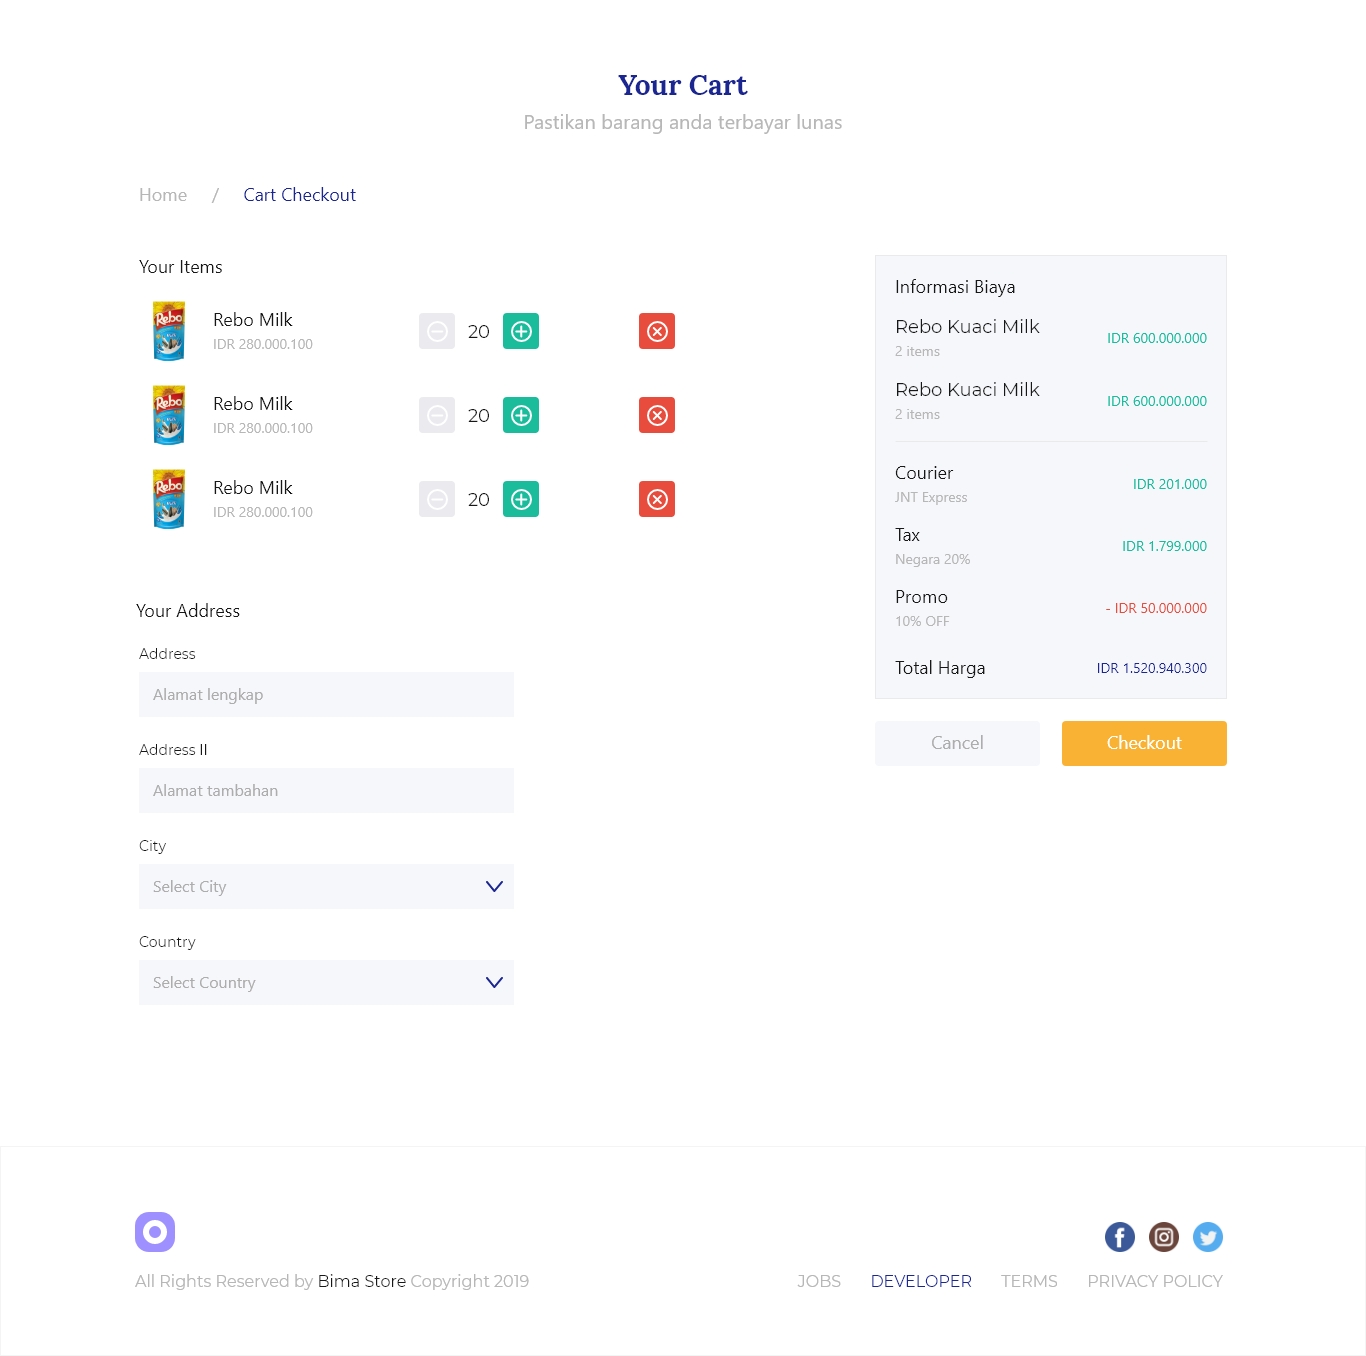 Your Cart
Pastikan barang anda terbayar lunas
Home / Cart Checkout
Your Items
Rebo
Rebo Milk
IDR 280.000.100
20
Rebo
Rebo Milk
IDR 280.000.100
20
Rebo
Rebo Milk
IDR 280.000.100
20
Your Address
Address
Alamat lengkap
Address II
Alamat tambahan
City
Select City
Country
Select Country
Informasi Biaya
Rebo Kuaci Milk
2 items
IDR 600.000.000
Rebo Kuaci Milk
2 items
IDR 600.000.000
Courier
JNT Express
IDR 201.000
Tax
Negara 20%
IDR 1.799.000
Promo
10% OFF
- IDR 50.000.000
Total Harga IDR 1.520.940.300
Cancel Checkout
All Rights Reserved by Bima Store Copyright 2019
JOBS DEVELOPER TERMS PRIVACY POLICY